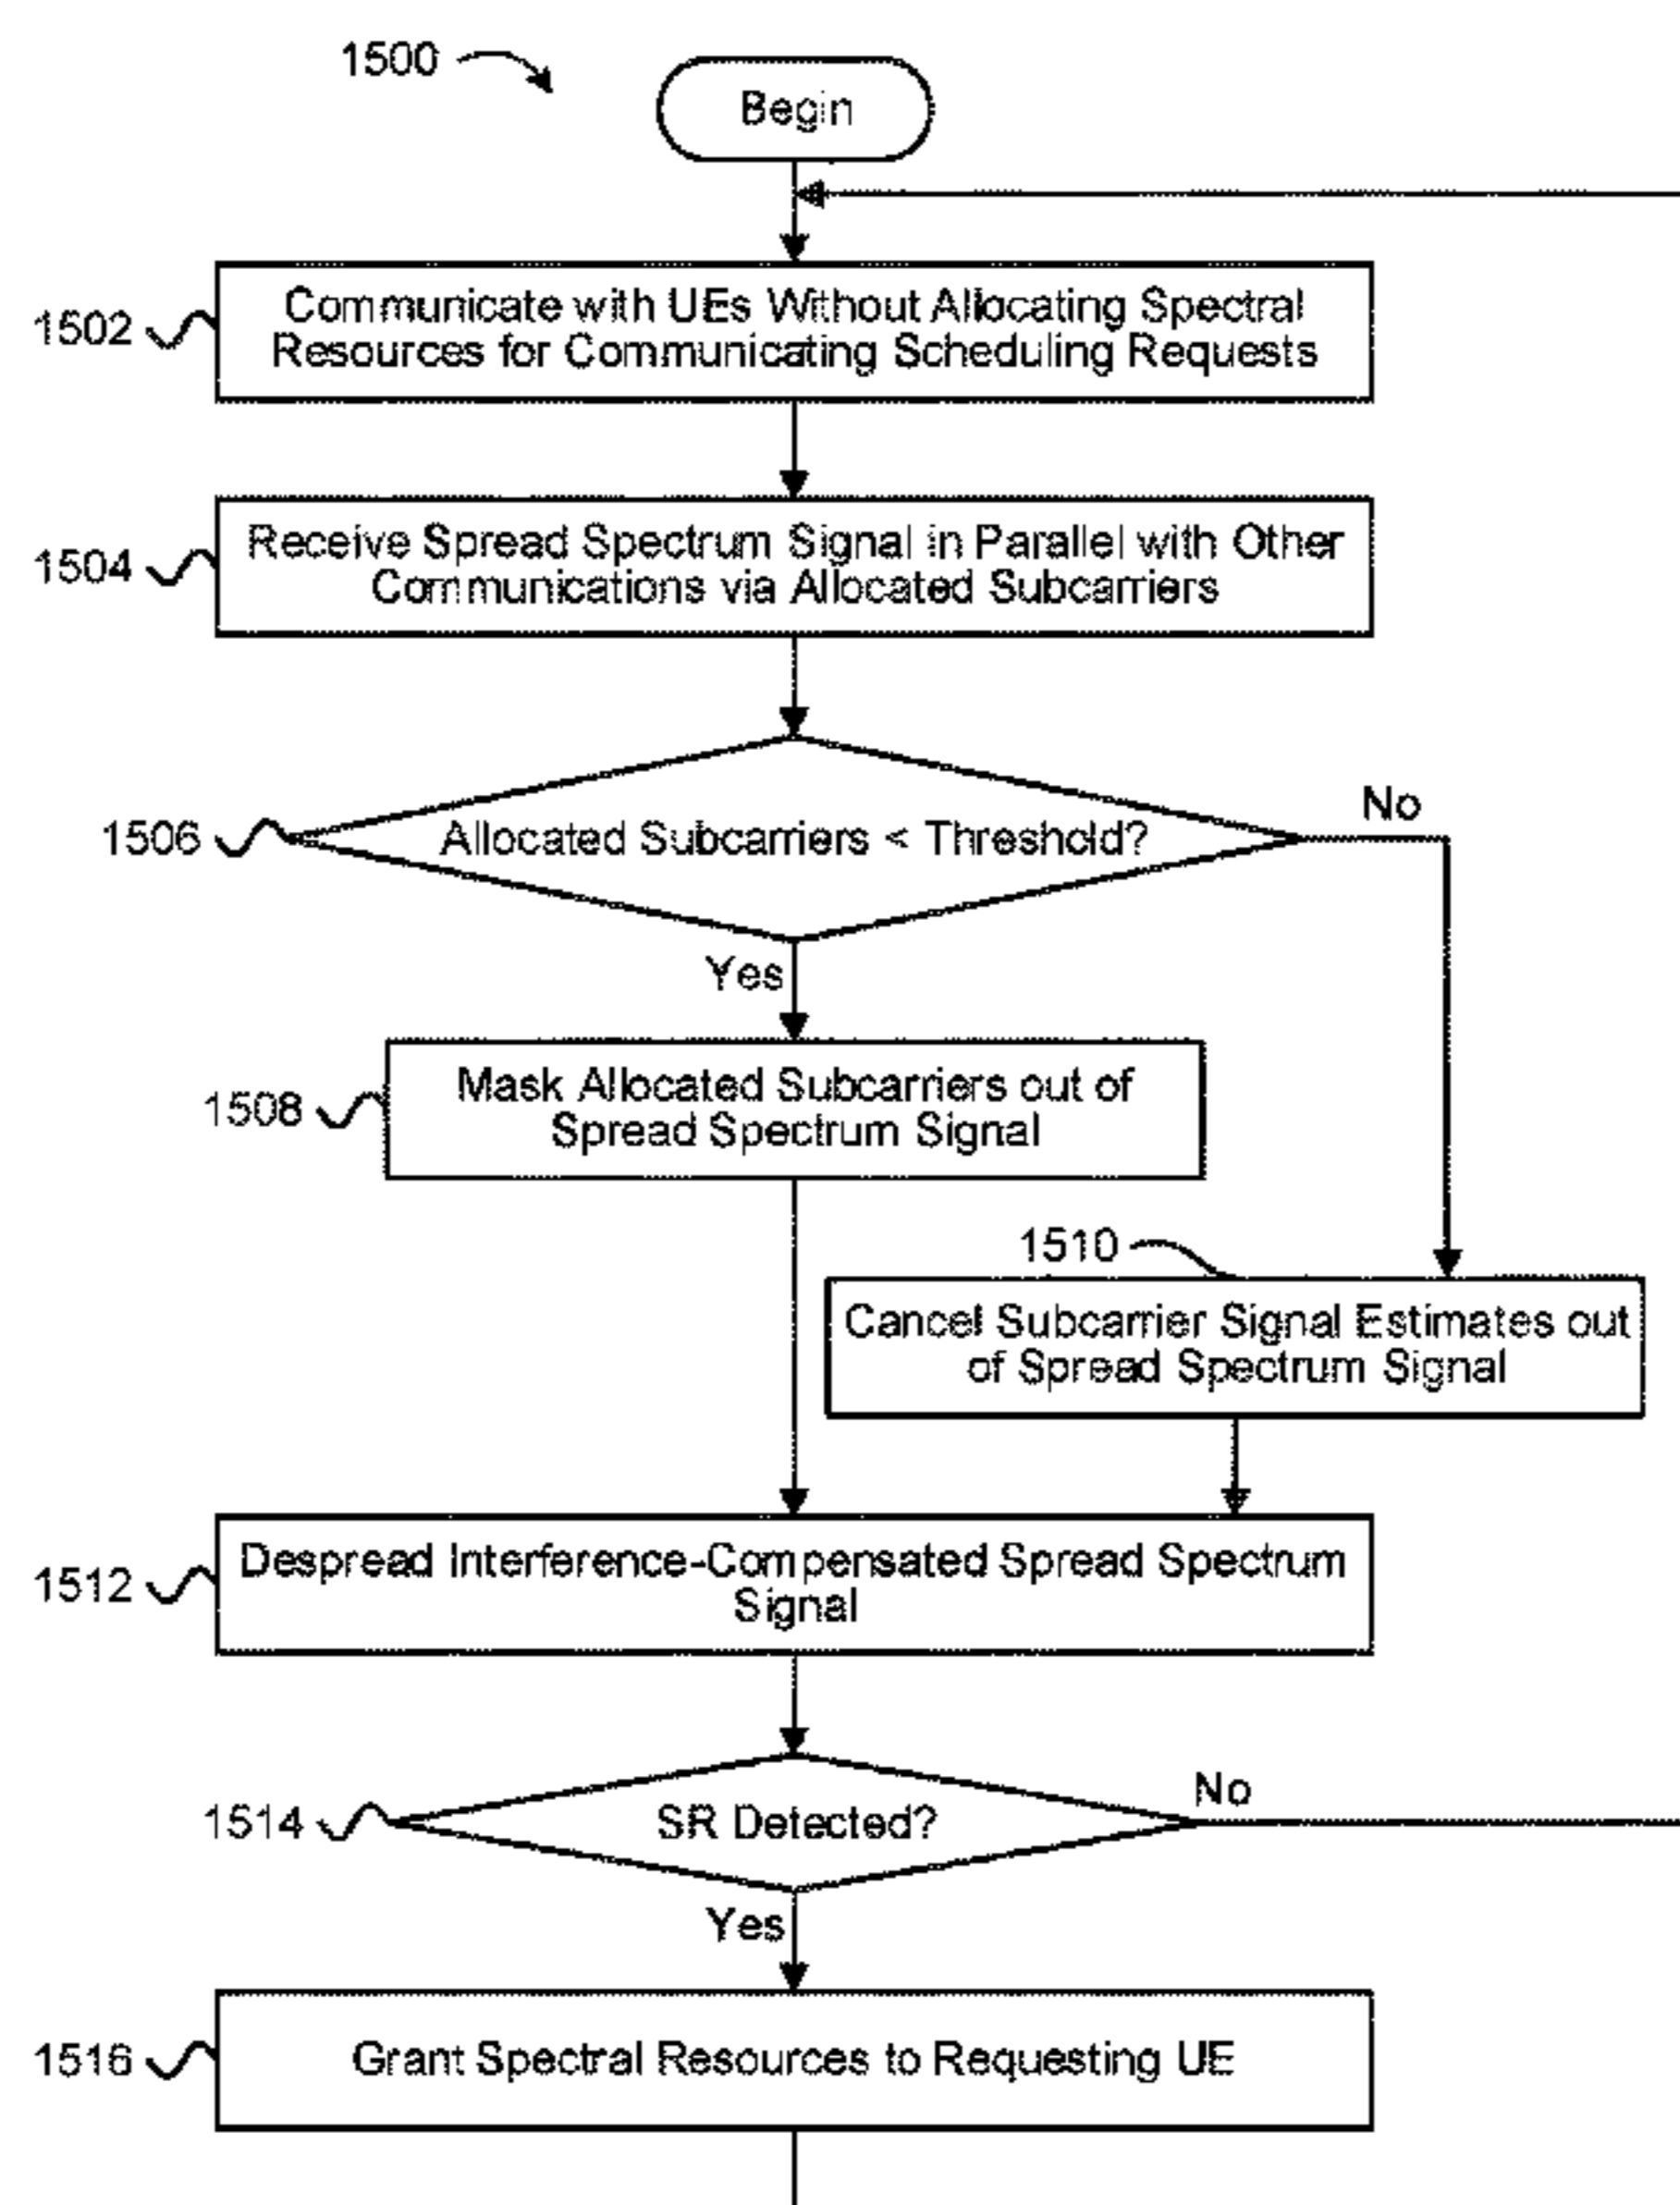 1500
Begin
1502
Communicate with UEs Without Allocating Spectral
Resources for Communicating Scheduling Requests
1504
Receive Spread Spectrum Signal in Parallel with Other
Communications via Allocated Subcarriers
1506
Allocated Subcarriers < Threshold?
No
Yes
1508
Mask Allocated Subcarriers out of
Spread Spectrum Signal
1510
Cancel Subcarrier Signal Estimates out
of Spread Spectrum Signal
1512
Despread Interference-Compensated Spread Spectrum
Signal
1514
SR Detected?
No
Yes
1516
Grant Spectral Resources to Requesting UE